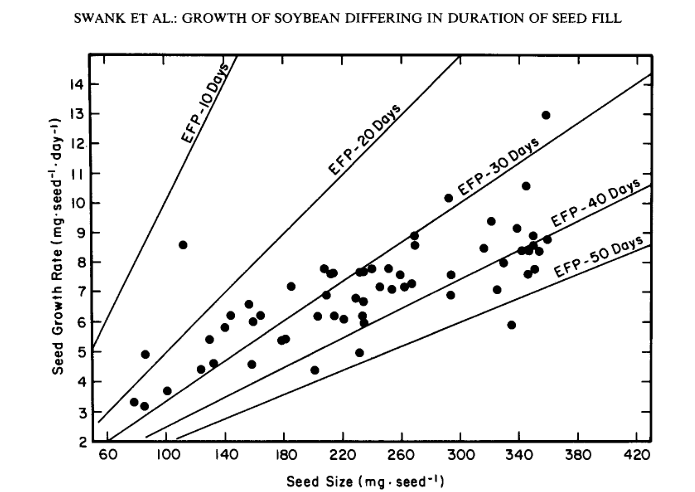 SWANK ET AL.: GROWTH OF SOYBEAN DIFFERING IN DURATION OF SEED FILL
EFP-10 Days
EFP-20 Days
EFP-30 Days
EFP-40 Days
EFP-50 Days
Seed Growth Rate (mg·seed⁻¹·day⁻¹)
14
13
12
11
10
9
8
7
6
5
4
3
2
60 100 140 180 220 260 300 340 380 420
Seed Size (mg·seed⁻¹)